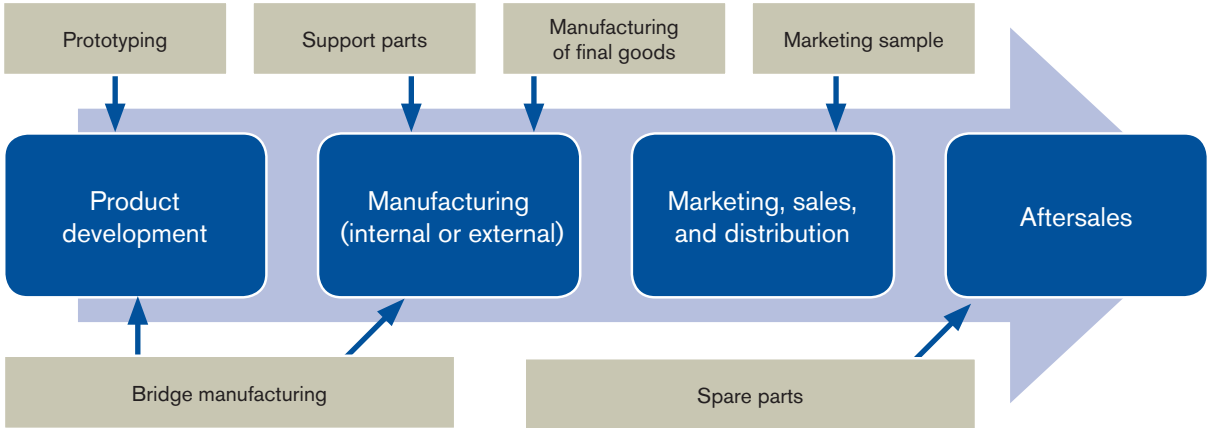 Prototyping
Support parts
Manufacturing
of final goods
Marketing sample
Product
development
Manufacturing
(internal or external)
Marketing, sales,
and distribution
Aftersales
Bridge manufacturing
Spare parts